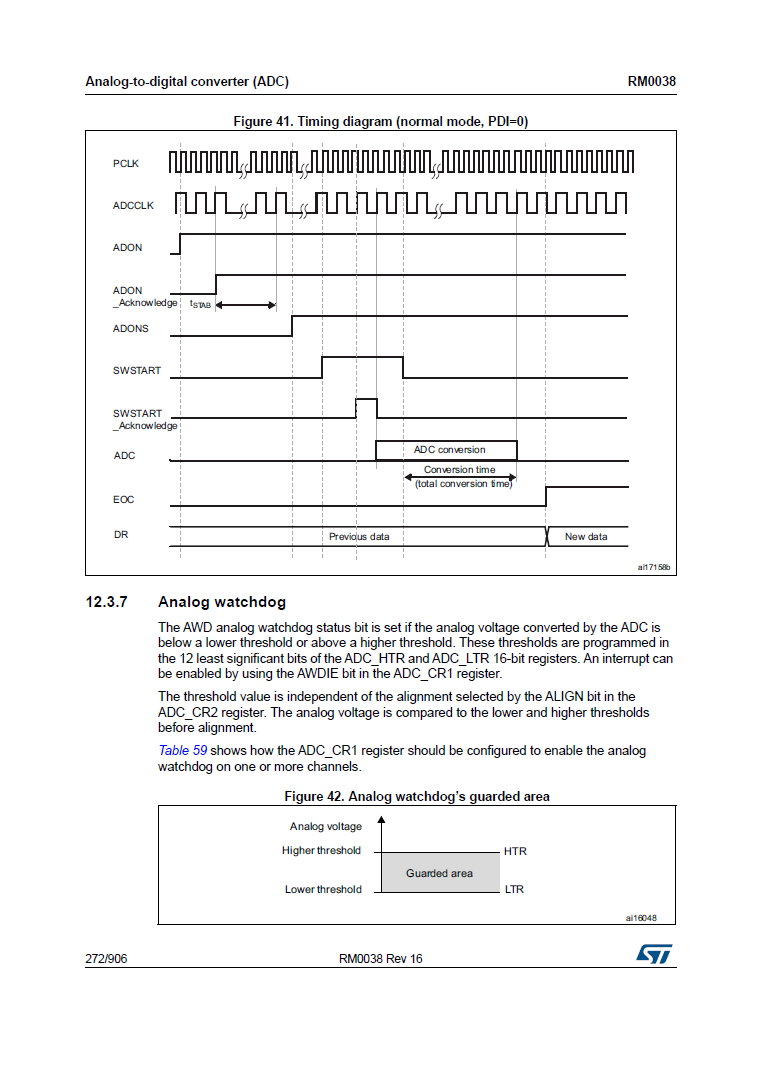 Analog-to-digital converter (ADC) RM0038
Figure 41. Timing diagram (normal mode, PDI=0)
PCLK
ADCCLK
ADON
ADON
_Acknowledge
tSTAB
ADONS
SWSTART
SWSTART
_Acknowledge
ADC
ADC conversion
Conversion time
(total conversion time)
EOC
DR
Previous data
New data
ai17158b
12.3.7 Analog watchdog
The AWD analog watchdog status bit is set if the analog voltage converted by the ADC is
below a lower threshold or above a higher threshold. These thresholds are programmed in
the 12 least significant bits of the ADC_HTR and ADC_LTR 16-bit registers. An interrupt can
be enabled by using the AWDIE bit in the ADC_CR1 register.
The threshold value is independent of the alignment selected by the ALIGN bit in the
ADC_CR2 register. The analog voltage is compared to the lower and higher thresholds
before alignment.
Table 59 shows how the ADC_CR1 register should be configured to enable the analog
watchdog on one or more channels.
Figure 42. Analog watchdog's guarded area
Analog voltage
Higher threshold
HTR
Guarded area
Lower threshold
LTR
ai16048
272/906 RM0038 Rev 16
ST